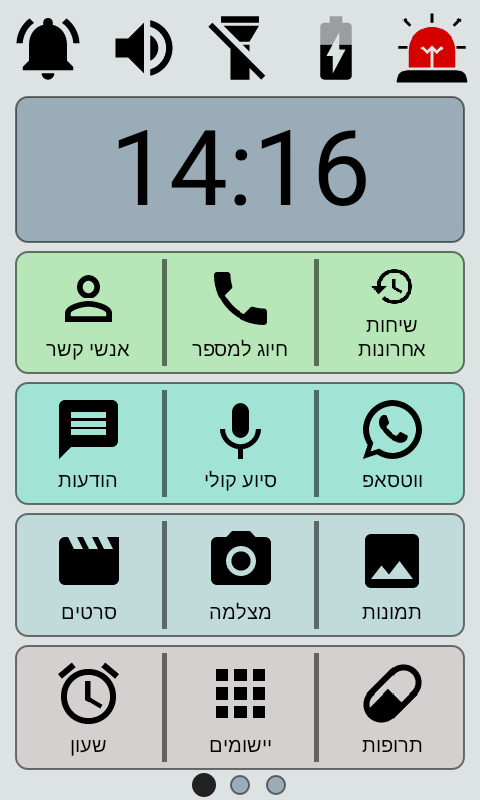 14:16
שיחות
אחרונות
חיוג למספר
אנשי קשר
ווטסאפ
סיוע קולי
הודעות
תמונות
מצלמה
סרטים
תרופות
יישומים
שעון